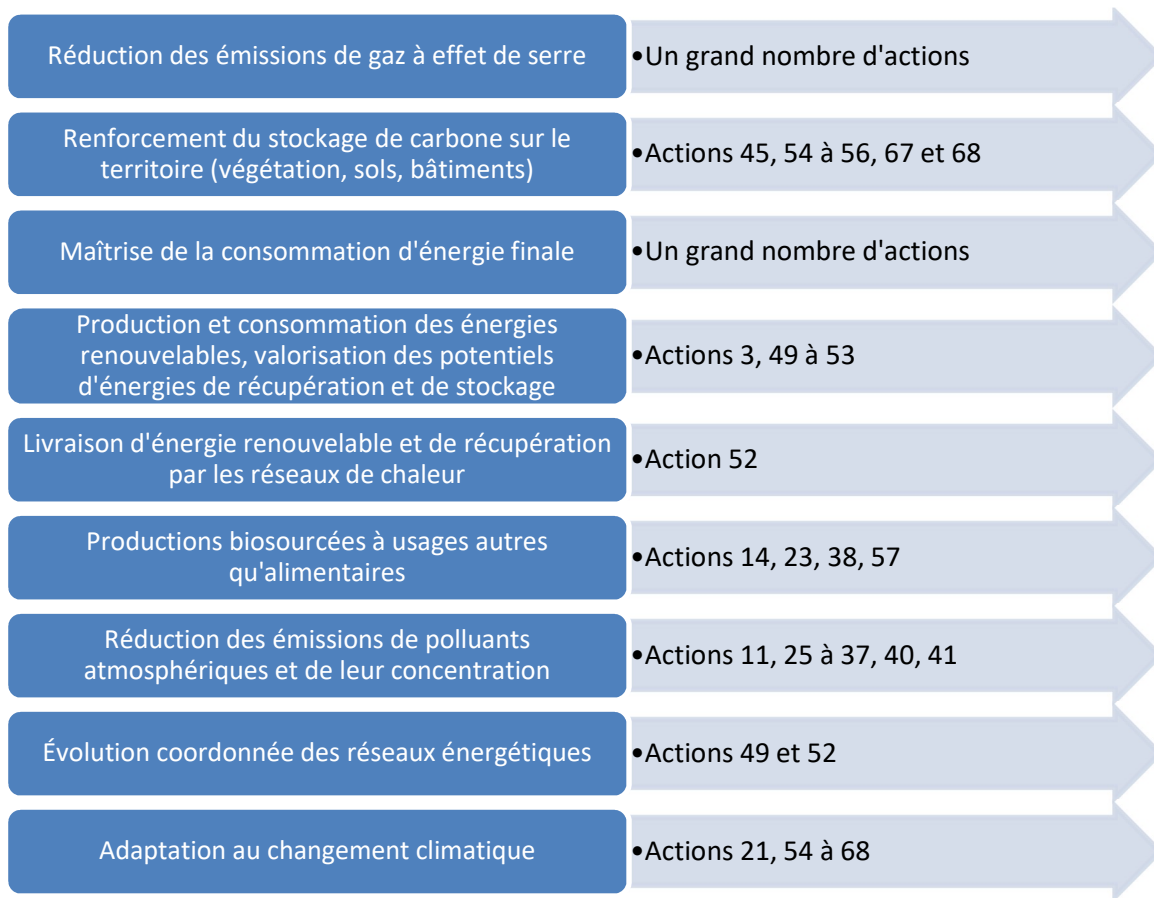 Réduction des émissions de gaz à effet de serre
•Un grand nombre d'actions
Renforcement du stockage de carbone sur le
territoire (végétation, sols, bâtiments)
•Actions 45, 54 à 56, 67 et 68
Maîtrise de la consommation d'énergie finale
•Un grand nombre d'actions
Production et consommation des énergies
renouvelables, valorisation des potentiels
d'énergies de récupération et de stockage
•Actions 3, 49 à 53
Livraison d'énergie renouvelable et de récupération
par les réseaux de chaleur
•Action 52
Productions biosourcées à usages autres
qu'alimentaires
•Actions 14, 23, 38, 57
Réduction des émissions de polluants
atmosphériques et de leur concentration
•Actions 11, 25 à 37, 40, 41
Évolution coordonnée des réseaux énergétiques
•Actions 49 et 52
Adaptation au changement climatique
•Actions 21, 54 à 68